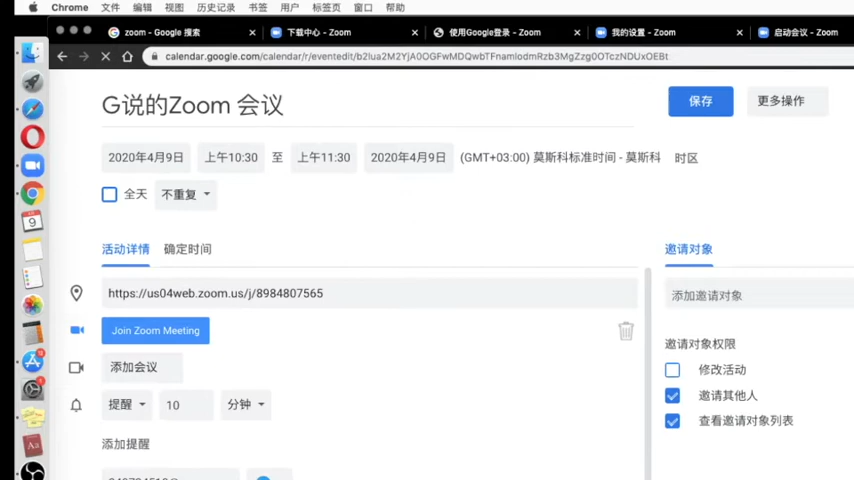 Chrome 文件 编辑 视图 历史记录 书签 用户 标签页 窗口 帮助
zoom - Google 搜索 下载中心 - Zoom 使用Google登录 - Zoom 我的设置 - Zoom 启动会议 - Zoom
calendar.google.com/calendar/r/eventedit/b2lua2M2YjA0OGFwMDQwbTFnamlodmRzb3MgZzg0OTczNDUxOEBt
G说的Zoom 会议
保存 更多操作
2020年4月9日 上午10:30 至 上午11:30 2020年4月9日 (GMT+03:00) 莫斯科标准时间 - 莫斯科 时区
全天 不重复
活动详情 确定时间 邀请对象
https://us04web.zoom.us/j/8984807565
添加邀请对象
Join Zoom Meeting
邀请对象权限
添加会议
修改活动
邀请其他人
提醒 10 分钟
查看邀请对象列表
添加提醒